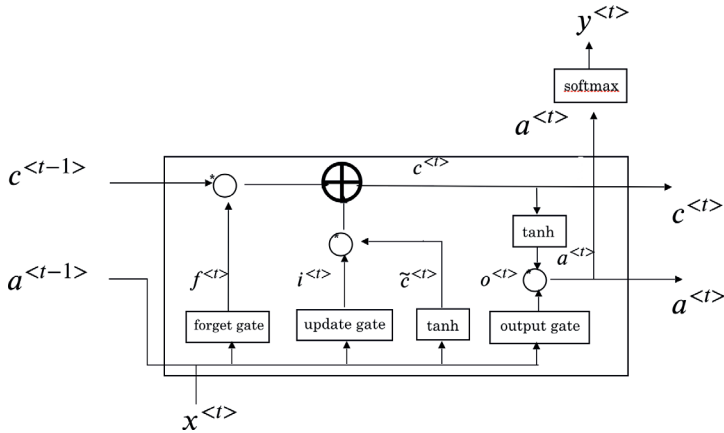 y<t>
softmax
a<t>
c<t−1>
c<t>
c<t>
tanh
a<t−1>
f<t>
i<t>
c̃<t>
o<t>
a<t>
a<t>
forget gate
update gate
tanh
output gate
x<t>
*
*
*